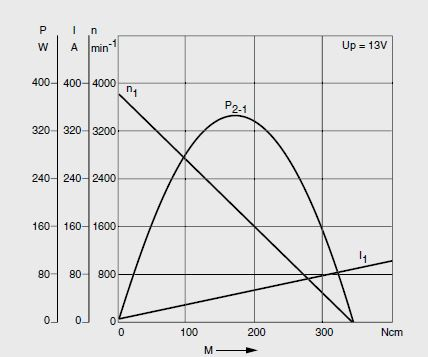 P I n
W A min-1
Up = 13V
400 400 4000
n1
P2-1
320 320 3200
240 240 2400
160 160 1600
I1
80 80 800
0 0 0
0 100 200 300 Ncm
M